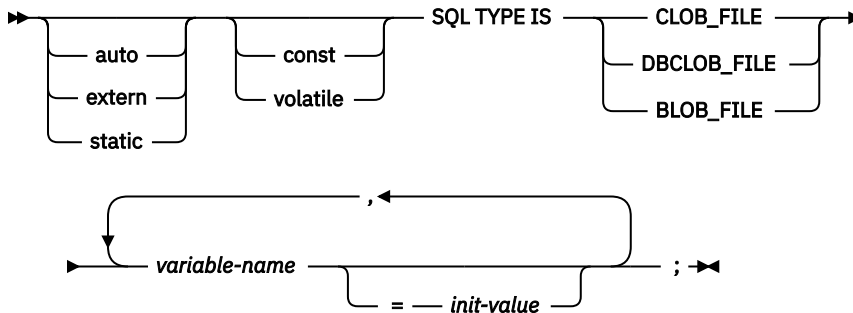 SQL TYPE IS CLOB_FILE
auto const DBCLOB_FILE
extern volatile BLOB_FILE
static
,
variable-name ;
= init-value